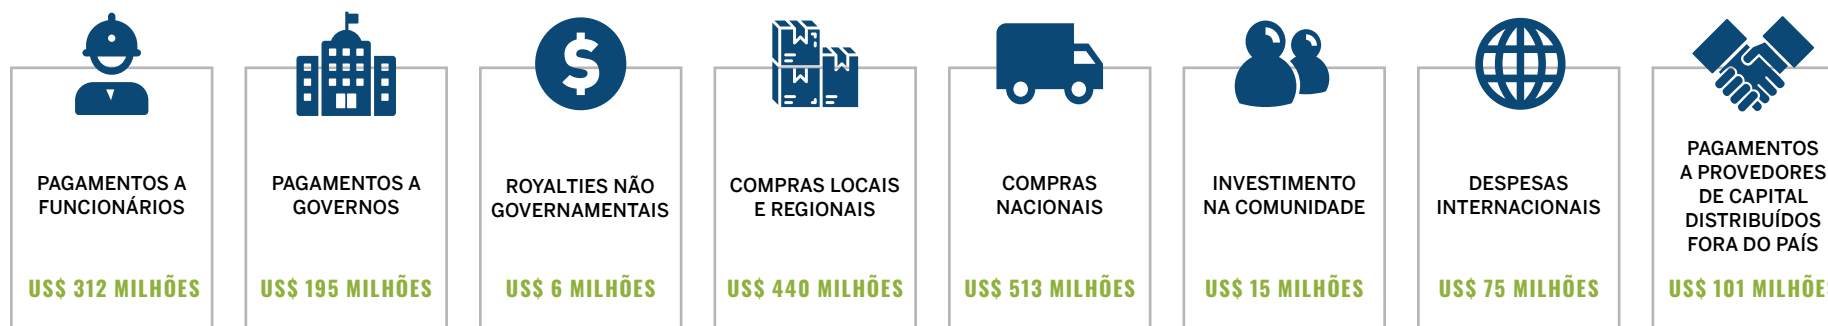 PAGAMENTOS A
FUNCIONÁRIOS
US$ 312 MILHÕES
PAGAMENTOS A
GOVERNOS
US$ 195 MILHÕES
ROYALTIES NÃO
GOVERNAMENTAIS
US$ 6 MILHÕES
COMPRAS LOCAIS
E REGIONAIS
US$ 440 MILHÕES
COMPRAS
NACIONAIS
US$ 513 MILHÕES
INVESTIMENTO
NA COMUNIDADE
US$ 15 MILHÕES
DESPESAS
INTERNACIONAIS
US$ 75 MILHÕES
PAGAMENTOS
A PROVEDORES
DE CAPITAL
DISTRIBUÍDOS
FORA DO PAÍS
US$ 101 MILHÕES